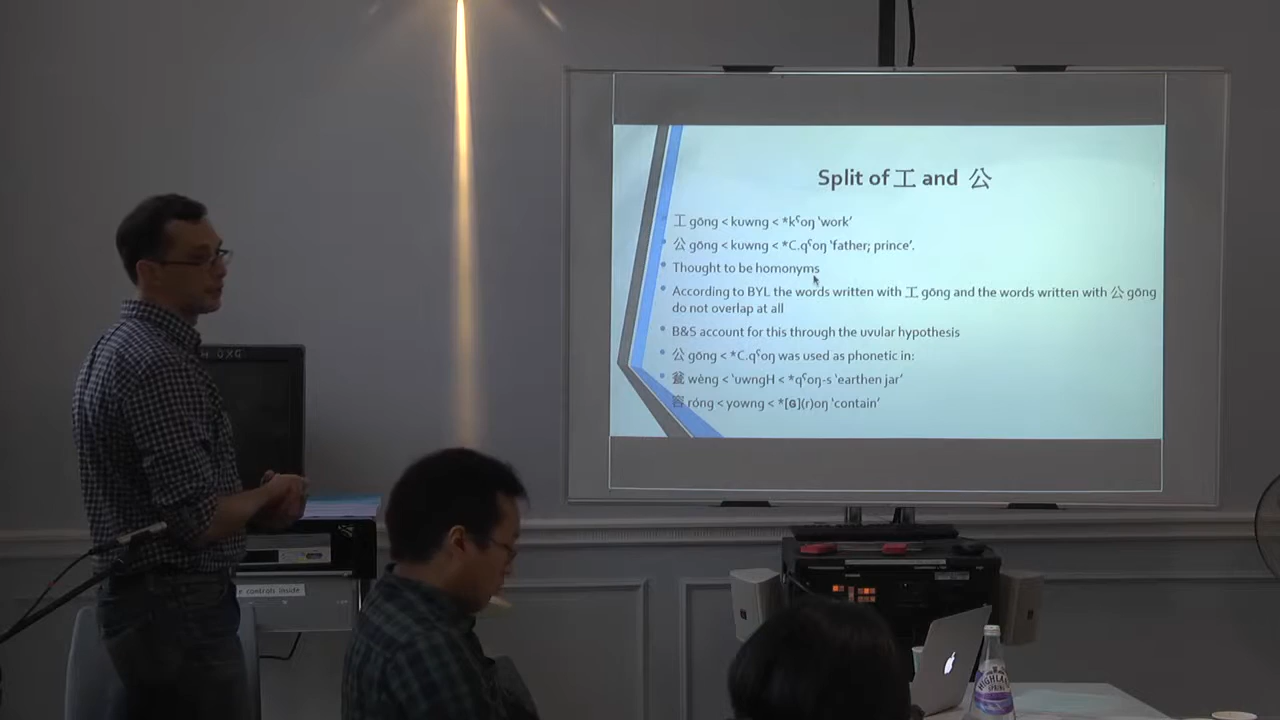 Split of 工 and 公
工 gōng < kuwng < *kˤoŋ 'work'
公 gōng < kuwng < *C.qˤoŋ 'father; prince'.
Thought to be homonyms
According to BYL the words written with 工 gōng and the words written with 公 gōng
do not overlap at all
B&S account for this through the uvular hypothesis
公 gōng < *C.qˤoŋ was used as phonetic in:
瓮 wèng < 'uwngH < *qˤoŋ-s 'earthen jar'
容 róng < yowng < *[ɢ](r)oŋ 'contain'
e controls inside
HIGHLAND
SPRING